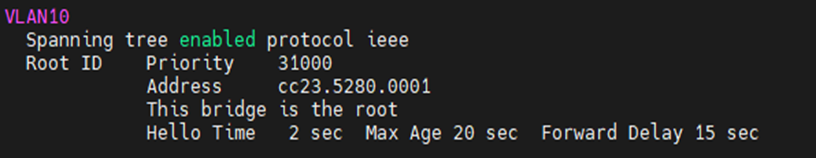 VLAN10
Spanning tree enabled protocol ieee
Root ID Priority 31000
Address cc23.5280.0001
This bridge is the root
Hello Time 2 sec Max Age 20 sec Forward Delay 15 sec